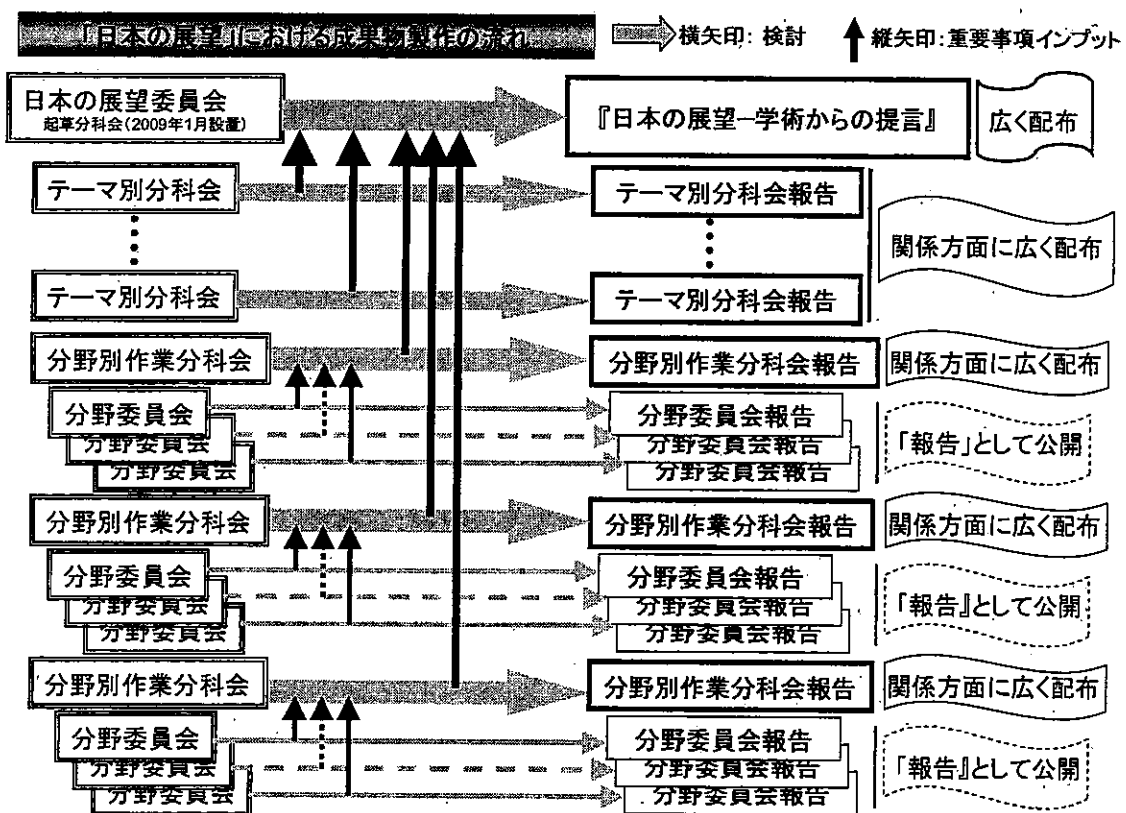 「日本の展望」における成果物製作の流れ
横矢印: 検討
縦矢印:重要事項インプット
日本の展望委員会
起草分科会(2009年1月設置)
『日本の展望−学術からの提言』
広く配布
テーマ別分科会
テーマ別分科会報告
関係方面に広く配布
テーマ別分科会
テーマ別分科会報告
分野別作業分科会
分野別作業分科会報告
関係方面に広く配布
分野委員会
分野委員会報告
分野委員会
分野委員会報告
「報告」として公開
分野委員会
分野委員会報告
分野別作業分科会
分野別作業分科会報告
関係方面に広く配布
分野委員会
分野委員会報告
分野委員会
分野委員会報告
「報告』として公開
分野委員会
分野委員会報告
分野別作業分科会
分野別作業分科会報告
関係方面に広く配布
分野委員会
分野委員会報告
分野委員会
分野委員会報告
「報告』として公開
分野委員会
分野委員会報告